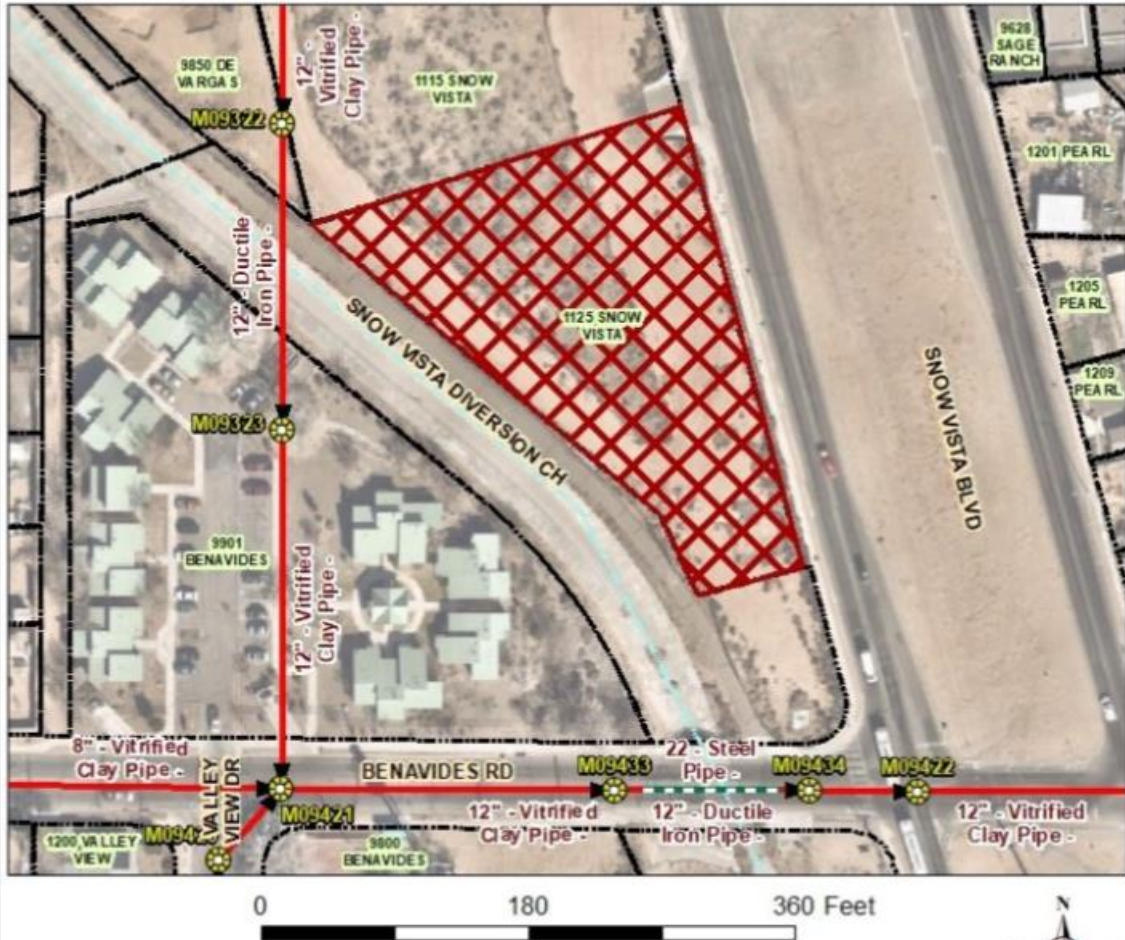 9628
SAGE
RANCH
9850 DE
VARGAS
12" -
Vitrified
Clay Pipe -
1115 SNOW
VISTA
M09322
1201 PEARL
12" - Ductile
Iron Pipe -
SNOW VISTA DIVERSION CH
1125 SNOW
VISTA
1205
PEARL
SNOW VISTA BLVD
1209
PEARL
M09323
9901
BENAVIDES
12" - Vitrified
Clay Pipe -
8" - Vitrified
Clay Pipe -
VALLEY
VIEW DR
BENAVIDES RD
M09433
22 - Steel
Pipe -
M09434
M09422
M09421
12" - Vitrified
Clay Pipe -
12" - Ductile
Iron Pipe -
12" - Vitrified
Clay Pipe -
1200 VALLEY
VIEW
9800
BENAVIDES
0 180 360 Feet
N